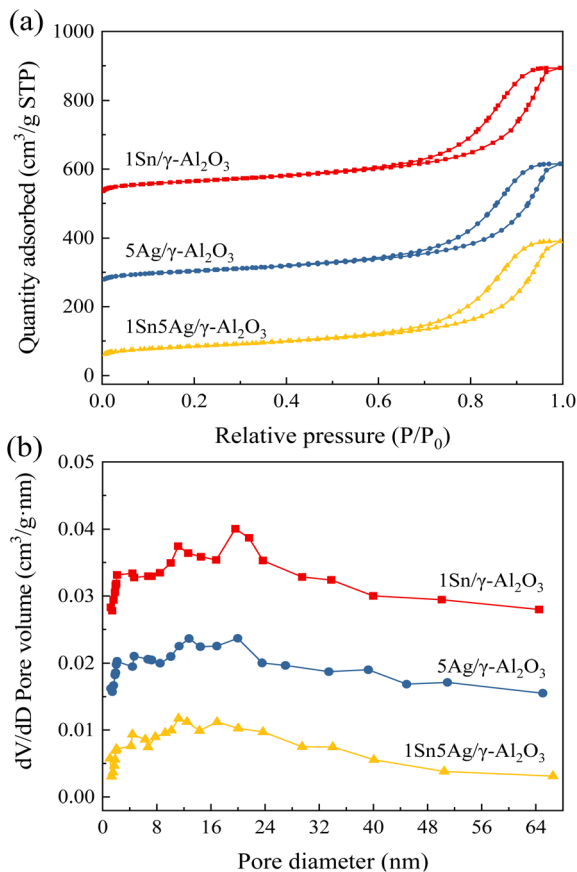 (a)
1000
800
600
400
200
0
Quantity adsorbed (cm³/g STP)
1Sn/γ-Al₂O₃
5Ag/γ-Al₂O₃
1Sn5Ag/γ-Al₂O₃
0.0 0.2 0.4 0.6 0.8 1.0
Relative pressure (P/P₀)
(b)
0.05
0.04
0.03
0.02
0.01
0.00
dV/dD Pore volume (cm³/g·nm)
1Sn/γ-Al₂O₃
5Ag/γ-Al₂O₃
1Sn5Ag/γ-Al₂O₃
0 8 16 24 32 40 48 56 64
Pore diameter (nm)